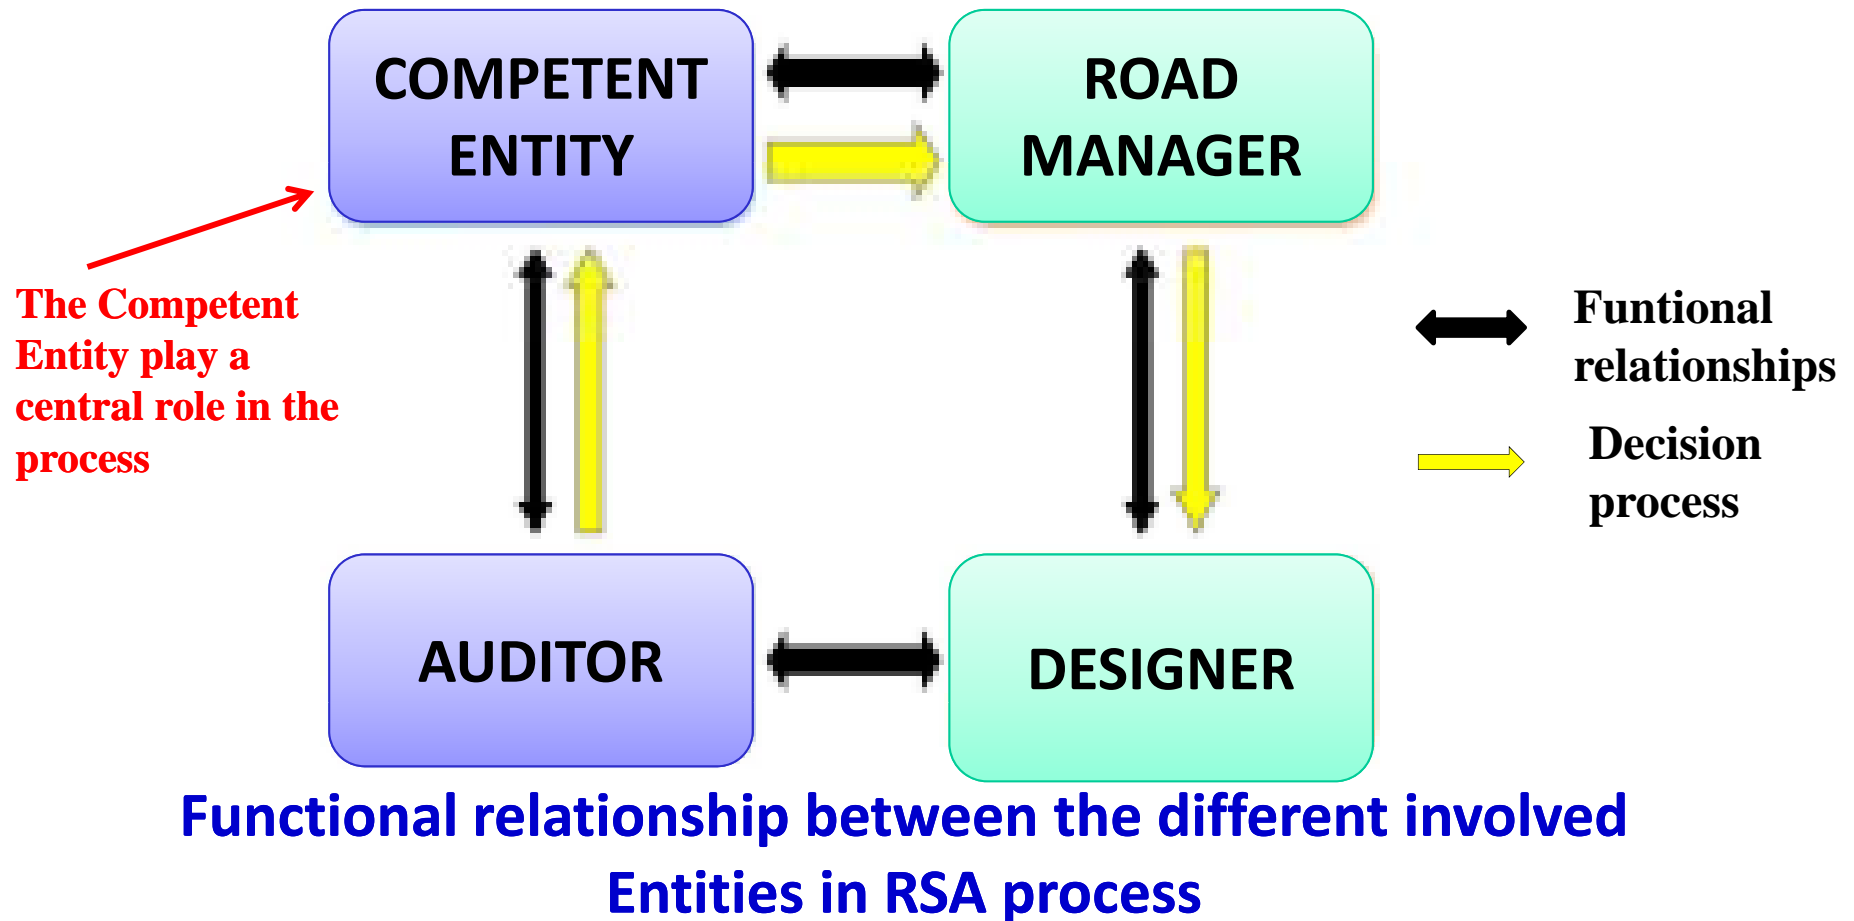 COMPETENT
ENTITY
ROAD
MANAGER
The Competent
Entity play a
central role in the
process
Funtional
relationships
Decision
process
AUDITOR
DESIGNER
Functional relationship between the different involved
Entities in RSA process